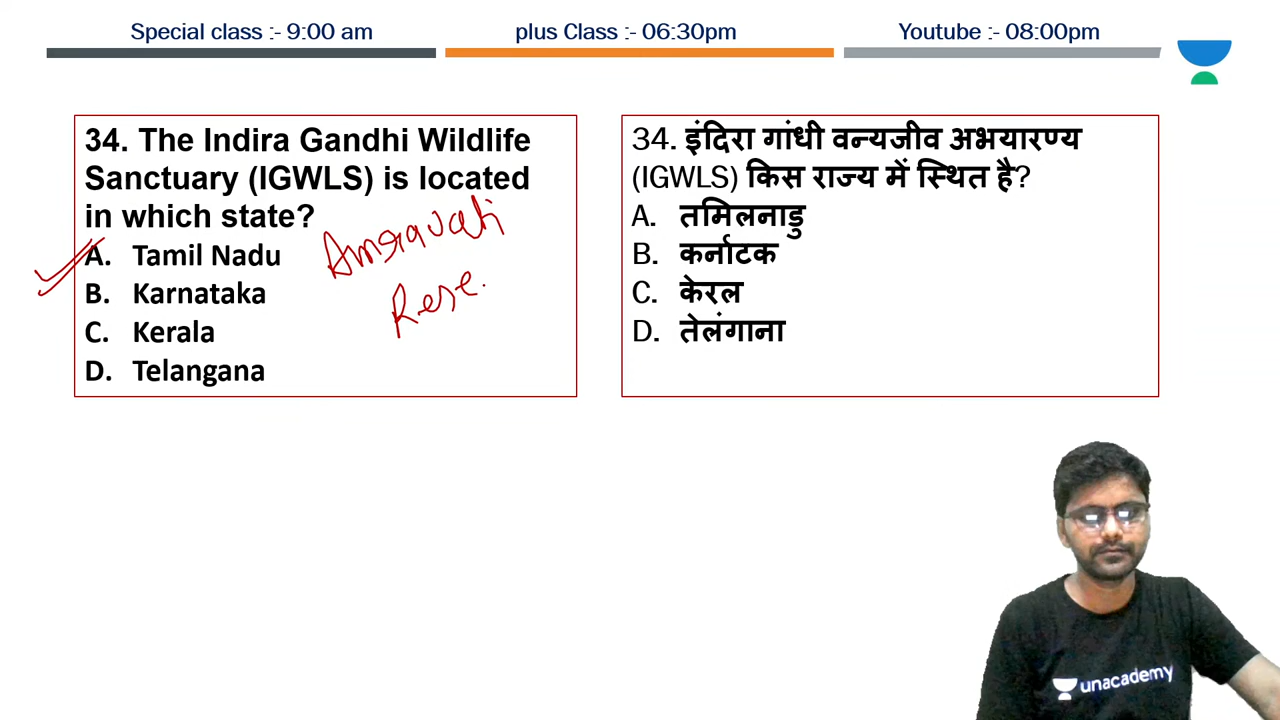 Special class :- 9:00 am
plus Class :- 06:30pm
Youtube :- 08:00pm
34. The Indira Gandhi Wildlife
Sanctuary (IGWLS) is located
in which state?
A. Tamil Nadu
B. Karnataka
C. Kerala
D. Telangana
Amravati
Rese.
34. इंदिरा गांधी वन्यजीव अभयारण्य
(IGWLS) किस राज्य में स्थित है?
A. तमिलनाडु
B. कर्नाटक
C. केरल
D. तेलंगाना
unacademy